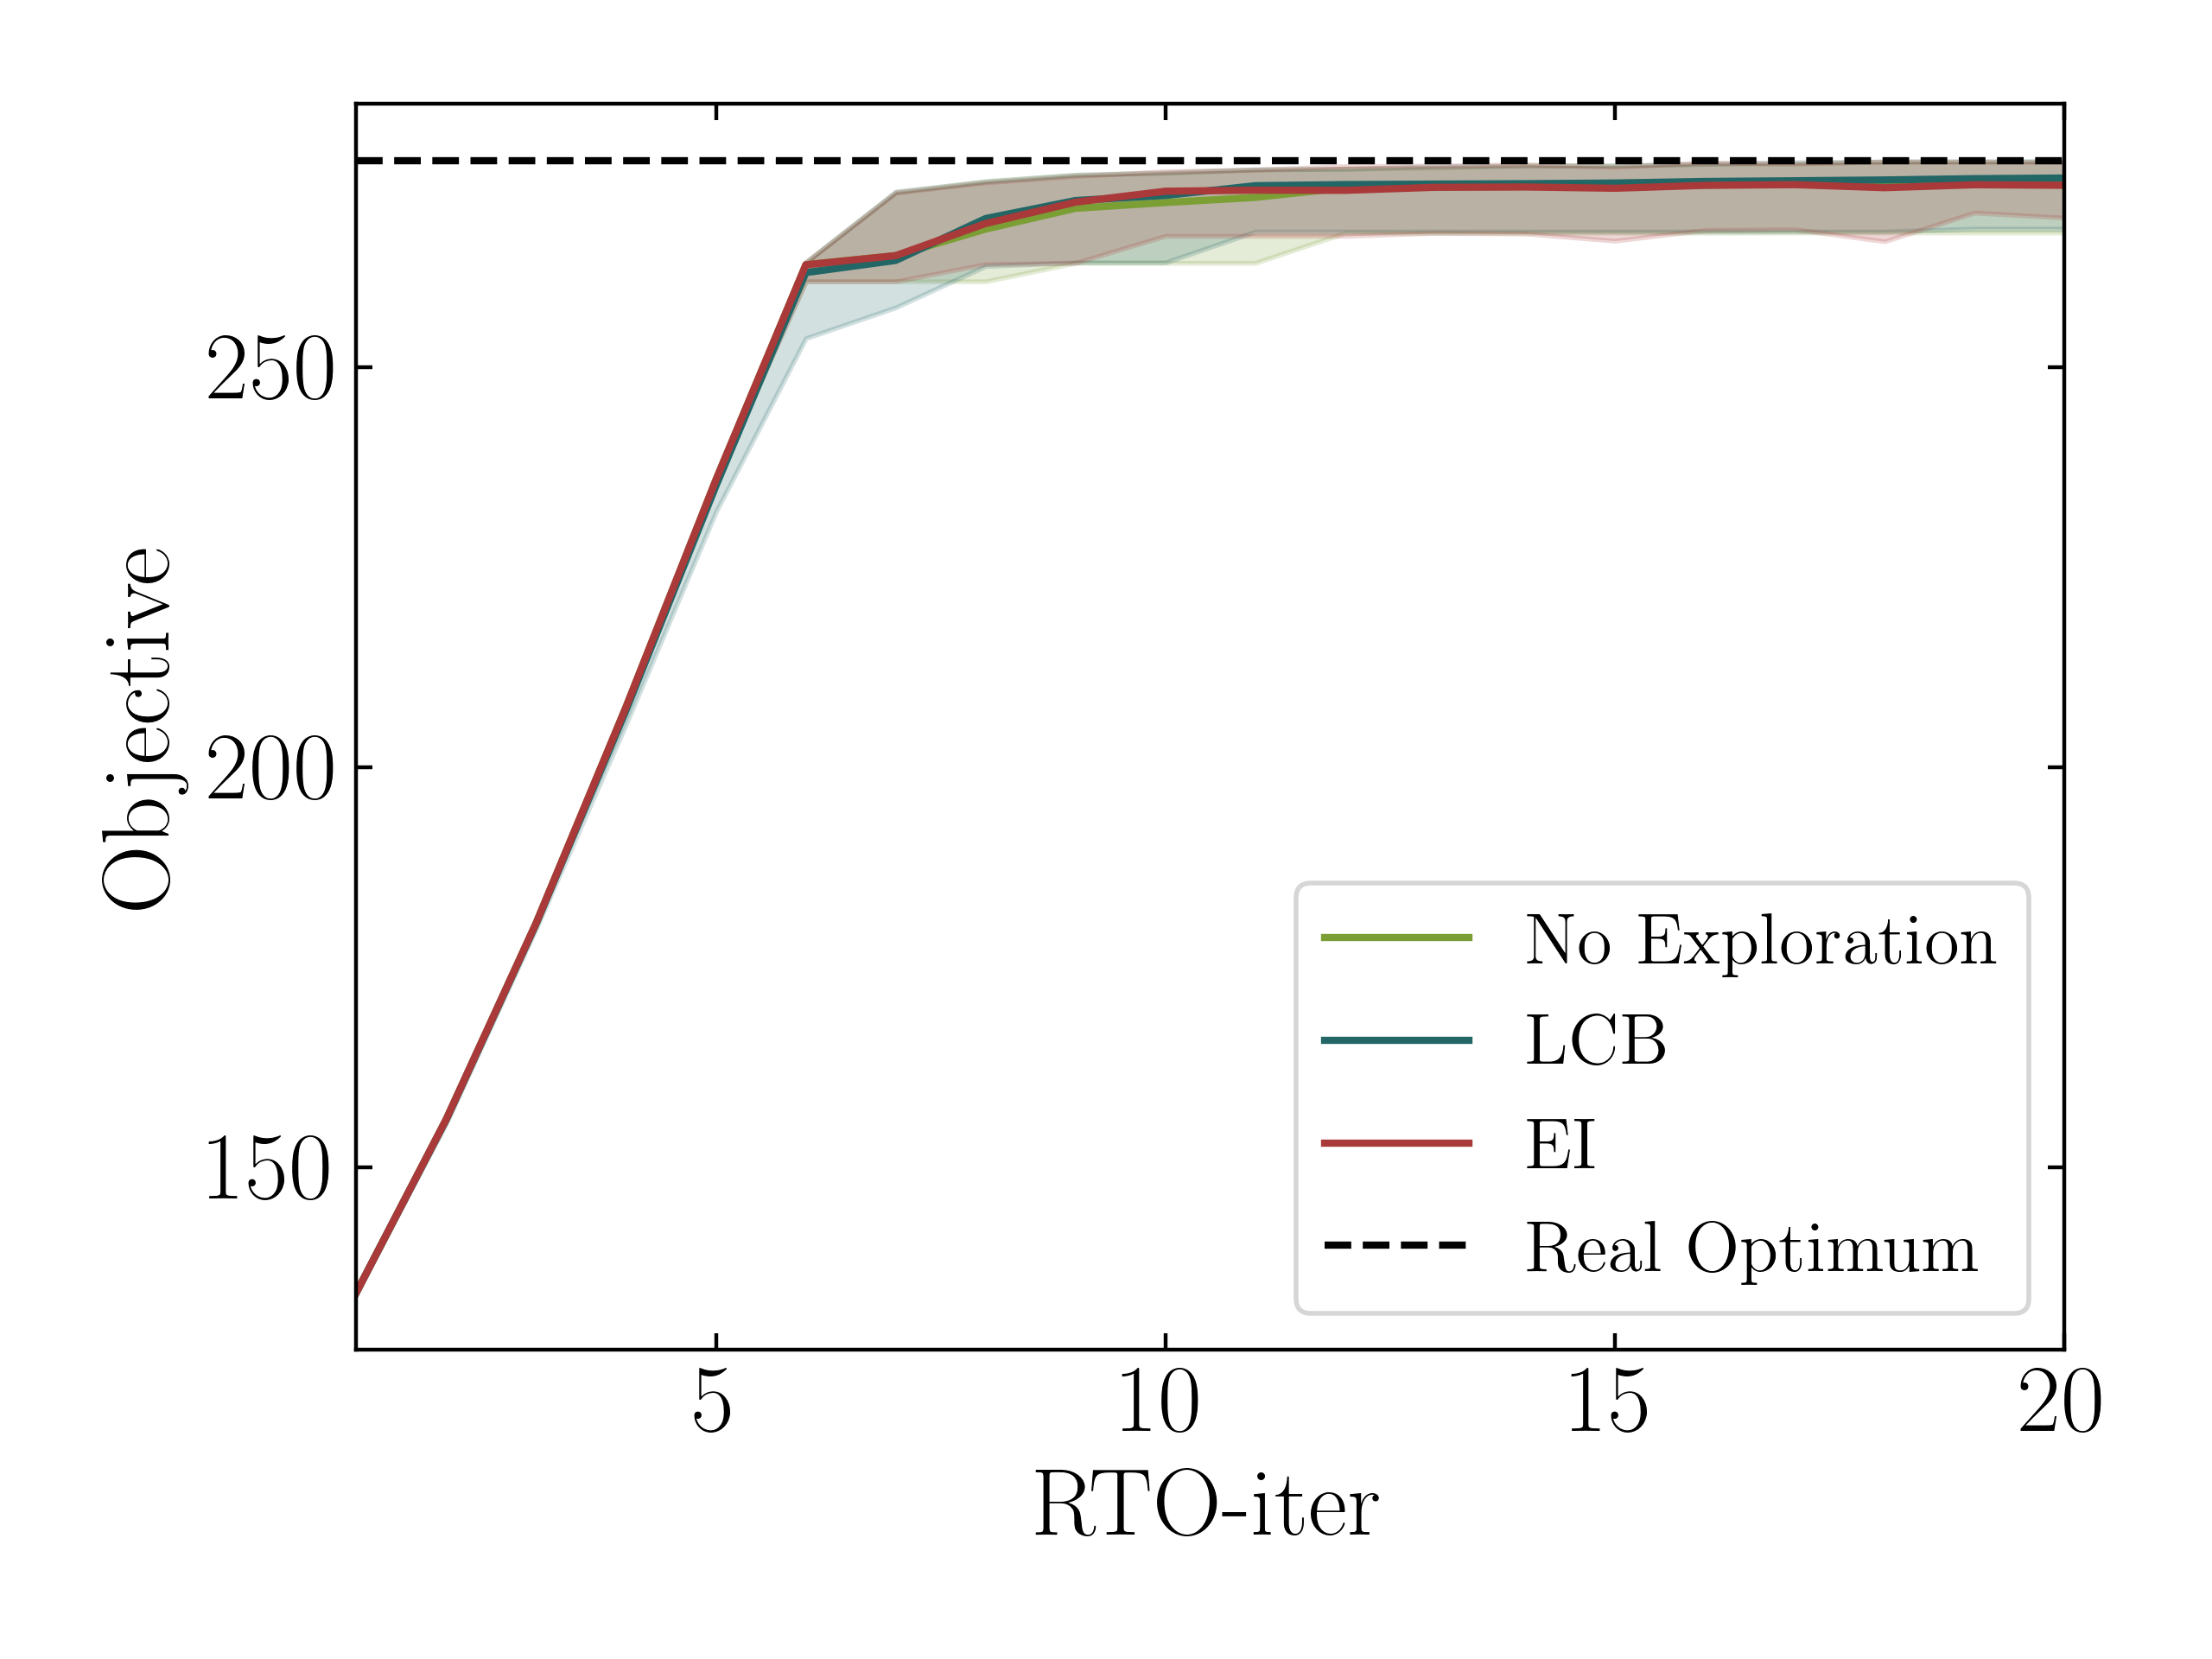 250
200
150
Objective
5
10
15
20
RTO-iter
No Exploration
LCB
EI
Real Optimum